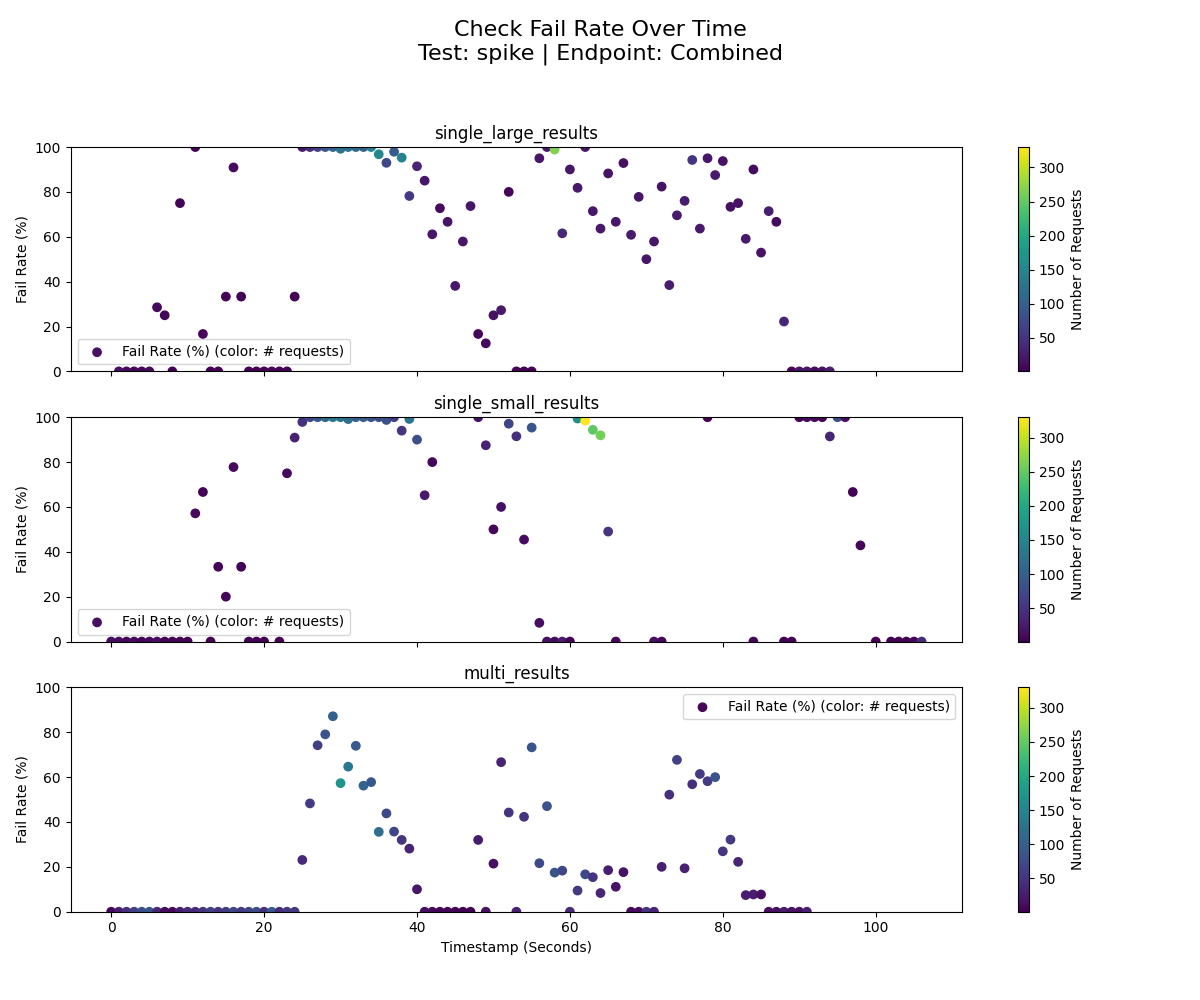 Check Fail Rate Over Time
Test: spike | Endpoint: Combined
single_large_results
100
80
60
40
20
0
Fail Rate (%)
Fail Rate (%) (color: # requests)
300
250
200
150
100
50
Number of Requests
single_small_results
100
80
60
40
20
0
Fail Rate (%)
Fail Rate (%) (color: # requests)
300
250
200
150
100
50
Number of Requests
multi_results
100
80
60
40
20
0
Fail Rate (%)
Fail Rate (%) (color: # requests)
300
250
200
150
100
50
Number of Requests
0 20 40 60 80 100
Timestamp (Seconds)